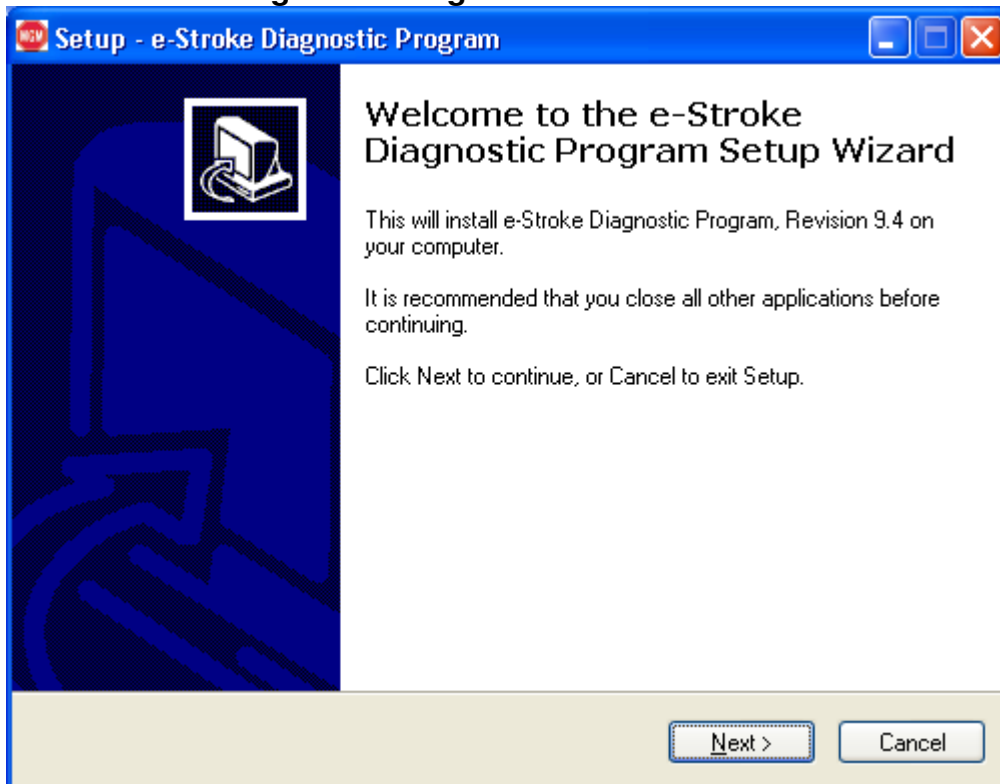 MGM Setup - e-Stroke Diagnostic Program
Welcome to the e-Stroke
Diagnostic Program Setup Wizard
This will install e-Stroke Diagnostic Program, Revision 9.4 on
your computer.
It is recommended that you close all other applications before
continuing.
Click Next to continue, or Cancel to exit Setup.
Next > Cancel